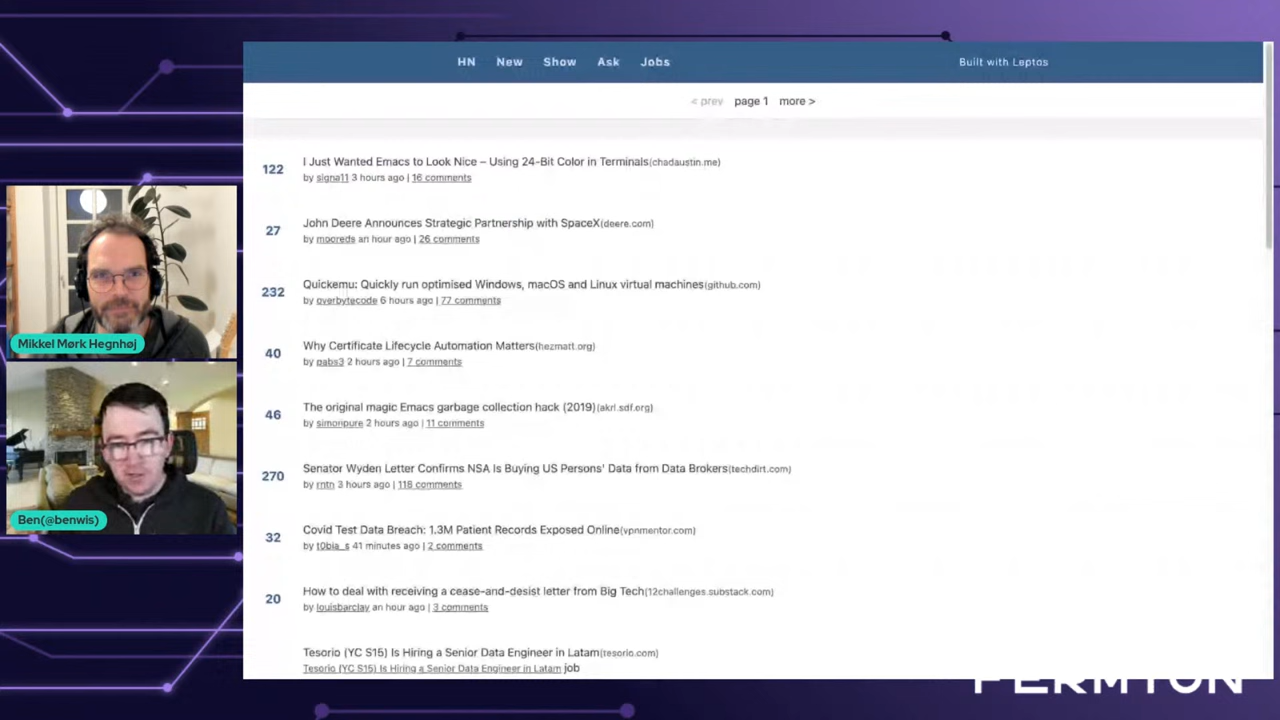 HN New Show Ask Jobs Built with Leptos
< prev page 1 more >
122
I Just Wanted Emacs to Look Nice – Using 24-Bit Color in Terminals(chadaustin.me)
by signa11 3 hours ago | 16 comments
27
John Deere Announces Strategic Partnership with SpaceX(deere.com)
by mooreds an hour ago | 26 comments
232
Quickemu: Quickly run optimised Windows, macOS and Linux virtual machines(github.com)
by overbytecode 6 hours ago | 77 comments
40
Why Certificate Lifecycle Automation Matters(hezmatt.org)
by pabs3 2 hours ago | 7 comments
46
The original magic Emacs garbage collection hack (2019)(akrl.sdf.org)
by simonpure 2 hours ago | 11 comments
270
Senator Wyden Letter Confirms NSA Is Buying US Persons' Data from Data Brokers(techdirt.com)
by rntn 3 hours ago | 118 comments
32
Covid Test Data Breach: 1.3M Patient Records Exposed Online(vpnmentor.com)
by t0bia_s 41 minutes ago | 2 comments
20
How to deal with receiving a cease-and-desist letter from Big Tech(12challenges.substack.com)
by louisbarclay an hour ago | 3 comments
Tesorio (YC S15) Is Hiring a Senior Data Engineer in Latam(tesorio.com)
Tesorio (YC S15) Is Hiring a Senior Data Engineer in Latam job
Mikkel Mørk Hegnhøj
Ben(@benwis)
FERMYON